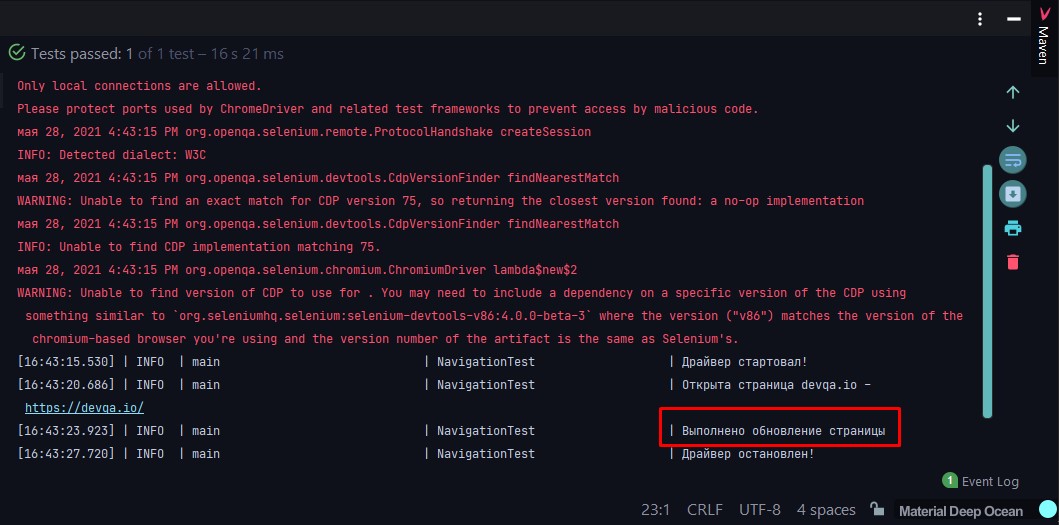 Maven
Tests passed: 1 of 1 test – 16 s 21 ms
Only local connections are allowed.
Please protect ports used by ChromeDriver and related test frameworks to prevent access by malicious code.
мая 28, 2021 4:43:15 PM org.openqa.selenium.remote.ProtocolHandshake createSession
INFO: Detected dialect: W3C
мая 28, 2021 4:43:15 PM org.openqa.selenium.devtools.CdpVersionFinder findNearestMatch
WARNING: Unable to find an exact match for CDP version 75, so returning the closest version found: a no-op implementation
мая 28, 2021 4:43:15 PM org.openqa.selenium.devtools.CdpVersionFinder findNearestMatch
INFO: Unable to find CDP implementation matching 75.
мая 28, 2021 4:43:15 PM org.openqa.selenium.chromium.ChromiumDriver lambda$new$2
WARNING: Unable to find version of CDP to use for . You may need to include a dependency on a specific version of the CDP using
something similar to `org.seleniumhq.selenium:selenium-devtools-v86:4.0.0-beta-3` where the version ("v86") matches the version of the
chromium-based browser you're using and the version number of the artifact is the same as Selenium's.
[16:43:15.530] | INFO | main | NavigationTest | Драйвер стартовал!
[16:43:20.686] | INFO | main | NavigationTest | Открыта страница devqa.io –
https://devqa.io/
[16:43:23.923] | INFO | main | NavigationTest | Выполнено обновление страницы
[16:43:27.720] | INFO | main | NavigationTest | Драйвер остановлен!
1 Event Log
23:1 CRLF UTF-8 4 spaces Material Deep Ocean